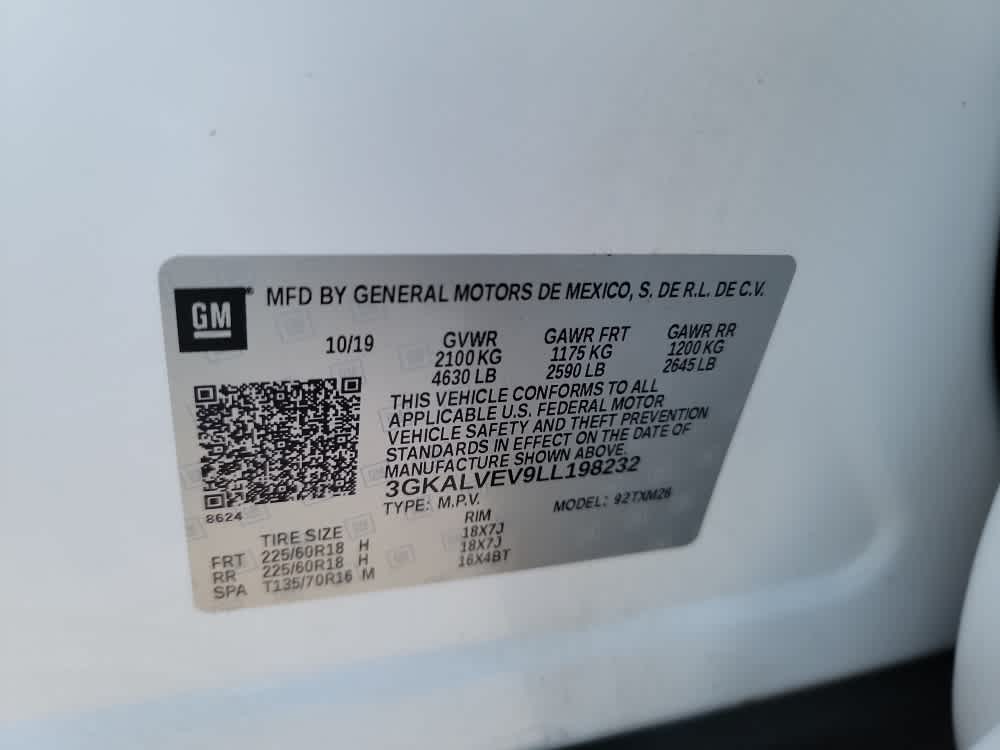 GM MFD BY GENERAL MOTORS DE MEXICO, S. DE R.L. DE C.V.
10/19 GVWR GAWR FRT GAWR RR
2100 KG 1175 KG 1200 KG
4630 LB 2590 LB 2645 LB
THIS VEHICLE CONFORMS TO ALL
APPLICABLE U.S. FEDERAL MOTOR
VEHICLE SAFETY AND THEFT PREVENTION
STANDARDS IN EFFECT ON THE DATE OF
MANUFACTURE SHOWN ABOVE.
3GKALVEV9LL198232
TYPE: M.P.V. MODEL: 92TXM26
8624
TIRE SIZE RIM
FRT 225/60R18 H 18X7J
RR 225/60R18 H 18X7J
SPA T135/70R16 M 16X4BT